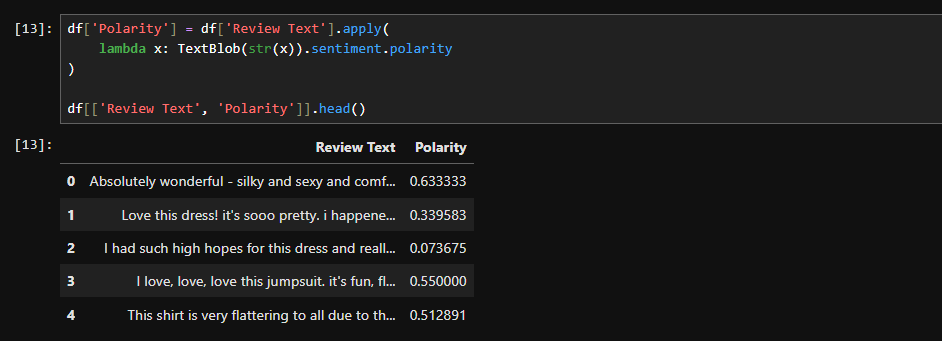 [13]: df['Polarity'] = df['Review Text'].apply(
lambda x: TextBlob(str(x)).sentiment.polarity
)
df[['Review Text', 'Polarity']].head()
[13]: Review Text Polarity
0 Absolutely wonderful - silky and sexy and comf... 0.633333
1 Love this dress! it's sooo pretty. i happene... 0.339583
2 I had such high hopes for this dress and reall... 0.073675
3 I love, love, love this jumpsuit. it's fun, fl... 0.550000
4 This shirt is very flattering to all due to th... 0.512891